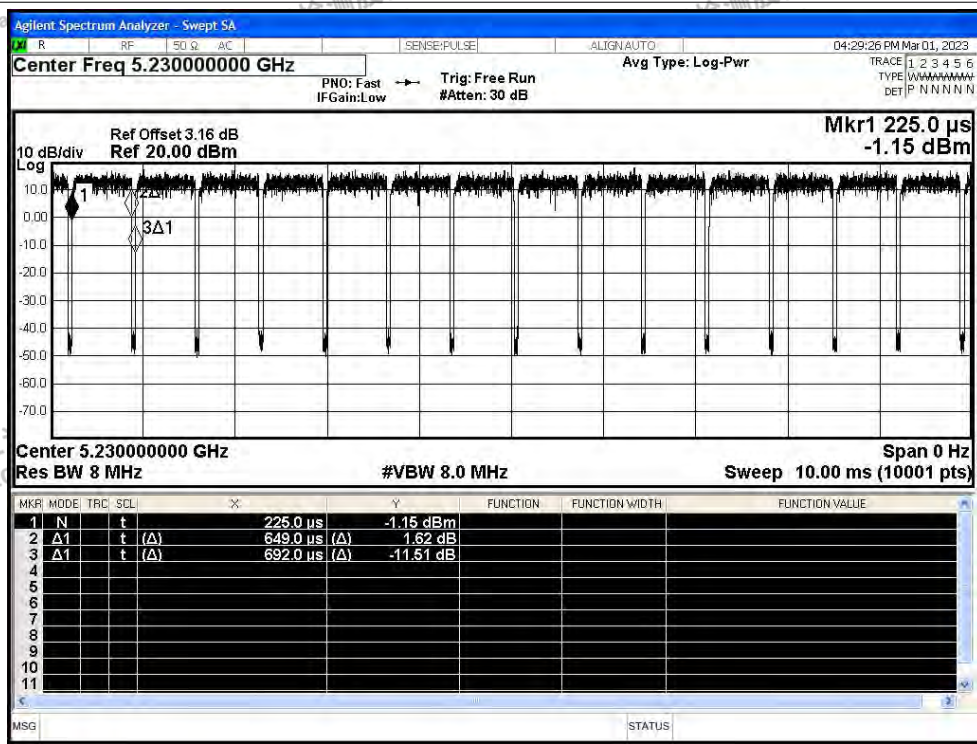 Agilent Spectrum Analyzer - Swept SA
R RF 50 Ω AC SENSE:PULSE ALIGN AUTO 04:29:26 PM Mar 01, 2023
Center Freq 5.230000000 GHz
PNO: Fast
IFGain:Low
Trig: Free Run
#Atten: 30 dB
Avg Type: Log-Pwr
TRACE 1 2 3 4 5 6
TYPE
DET P N N N N N
Mkr1 225.0 µs
-1.15 dBm
Ref Offset 3.16 dB
10 dB/div Ref 20.00 dBm
Log
10.0
0.00
-10.0
-20.0
-30.0
-40.0
-50.0
-60.0
-70.0
1
3Δ1
Center 5.230000000 GHz Span 0 Hz
Res BW 8 MHz #VBW 8.0 MHz Sweep 10.00 ms (10001 pts)
MKR MODE TRC SCL X Y FUNCTION FUNCTION WIDTH FUNCTION VALUE
1 N t 225.0 µs -1.15 dBm
2 Δ1 t (Δ) 649.0 µs (Δ) 1.62 dB
3 Δ1 t (Δ) 692.0 µs (Δ) -11.51 dB
4
5
6
7
8
9
10
11
MSG STATUS